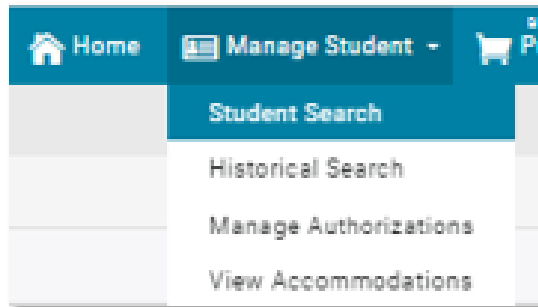 Home Manage Student
Student Search
Historical Search
Manage Authorizations
View Accommodations